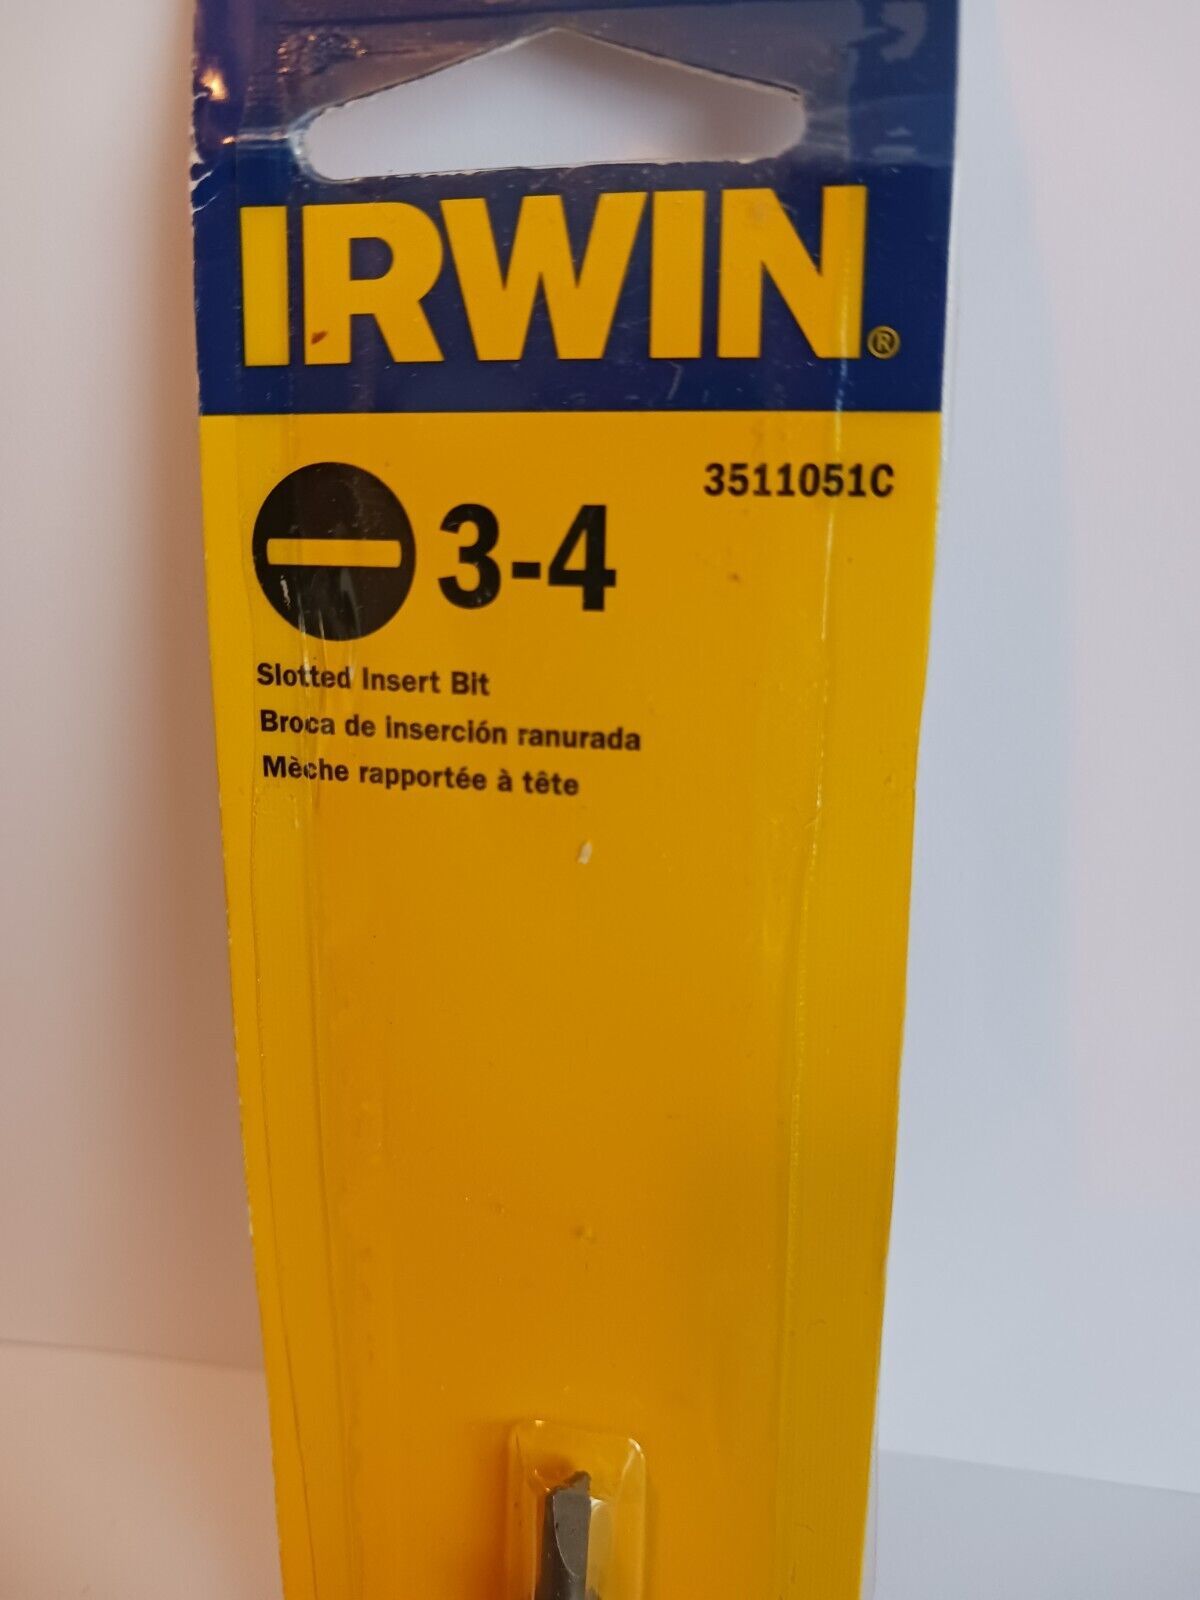 IRWIN®
3511051C
3-4
Slotted Insert Bit
Broca de inserción ranurada
Mèche rapportée à tête